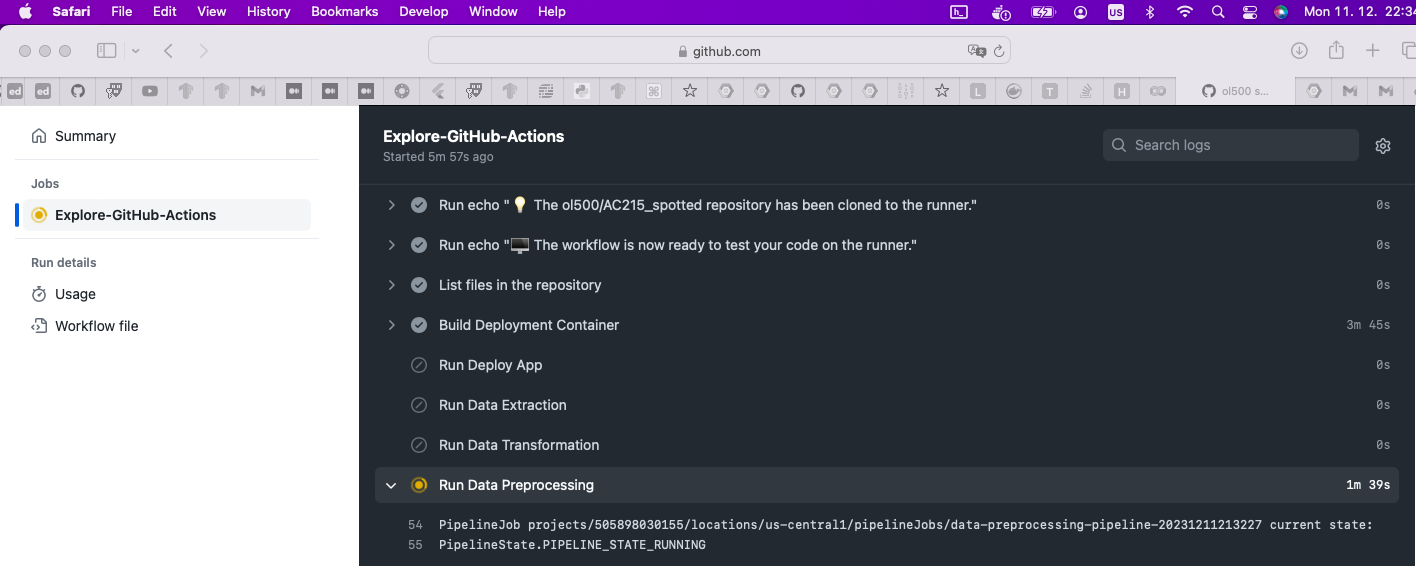 Safari File Edit View History Bookmarks Develop Window Help US Mon 11. 12. 22:34
github.com
ed ed L T H ol500 s...
Summary
Jobs
Explore-GitHub-Actions
Run details
Usage
Workflow file
Explore-GitHub-Actions
Started 5m 57s ago
Search logs
Run echo "💡 The ol500/AC215_spotted repository has been cloned to the runner." 0s
Run echo "🖥️ The workflow is now ready to test your code on the runner." 0s
List files in the repository 0s
Build Deployment Container 3m 45s
Run Deploy App 0s
Run Data Extraction 0s
Run Data Transformation 0s
Run Data Preprocessing 1m 39s
54 PipelineJob projects/505898030155/locations/us-central1/pipelineJobs/data-preprocessing-pipeline-20231211213227 current state:
55 PipelineState.PIPELINE_STATE_RUNNING